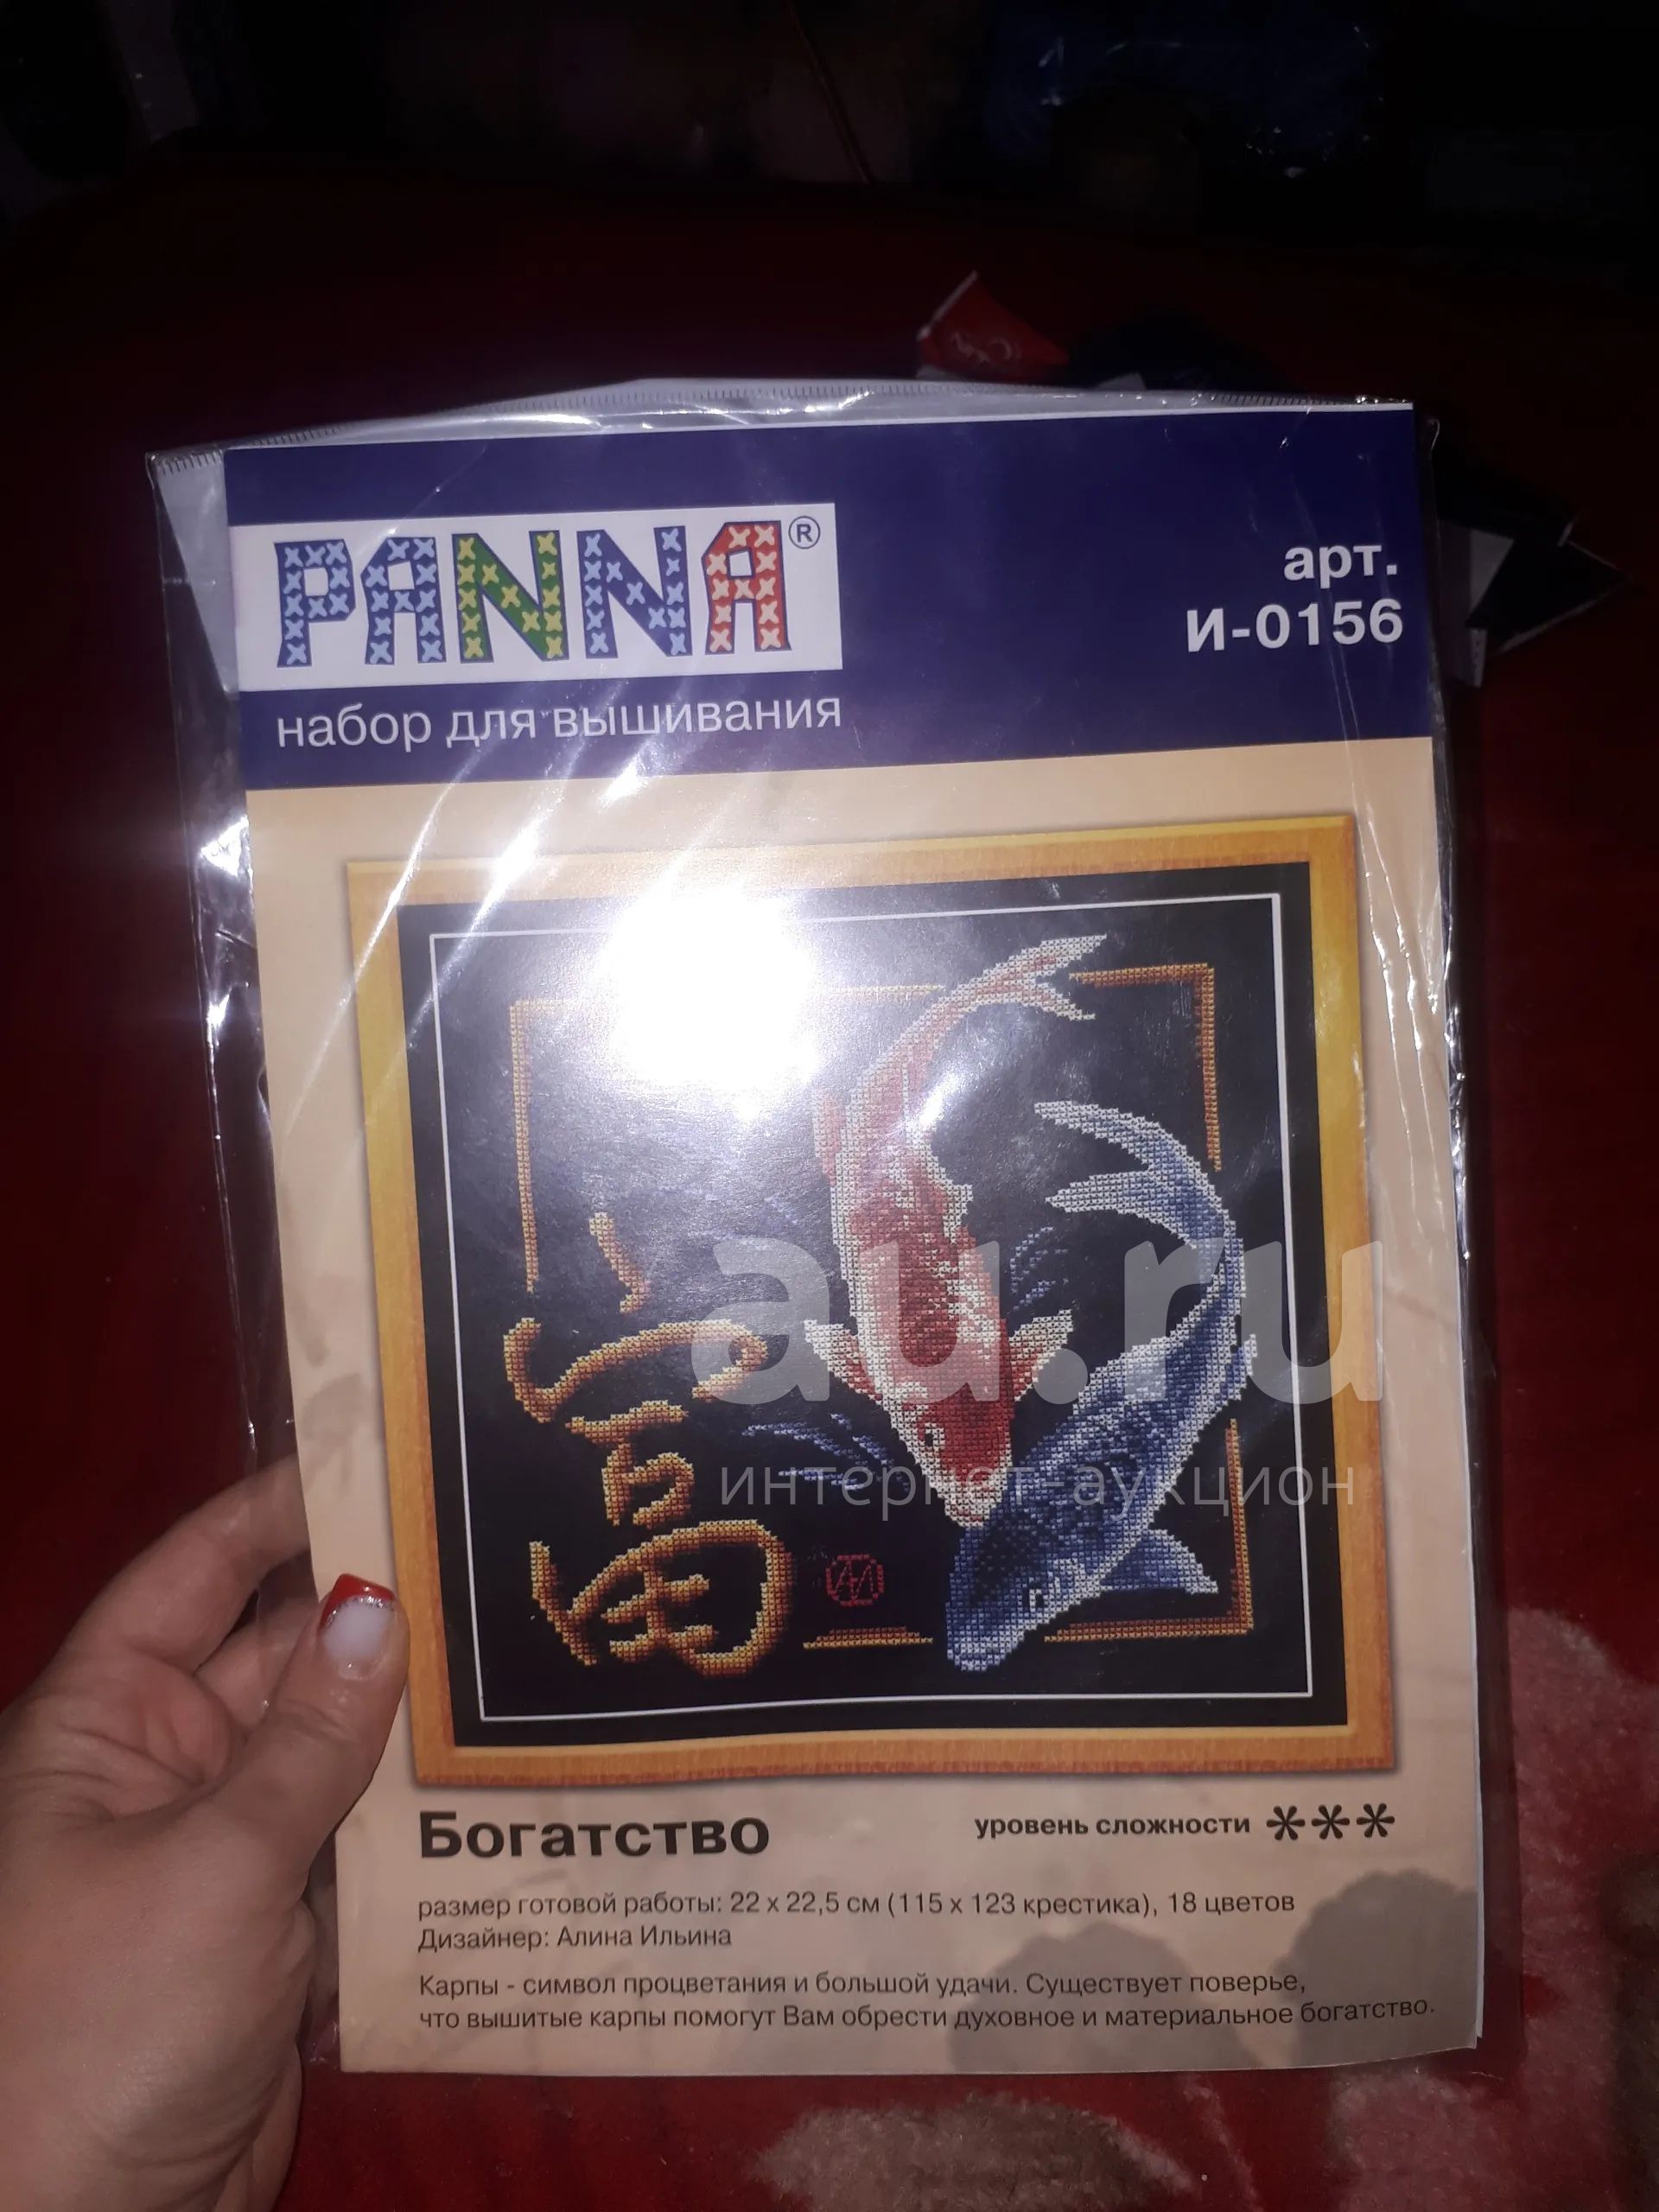 PANNA®
арт.
И-0156
набор для вышивания
富
au.ru
интернет-аукцион
Богатство
уровень сложности ***
размер готовой работы: 22 х 22,5 см (115 х 123 крестика), 18 цветов
Дизайнер: Алина Ильина
Карпы - символ процветания и большой удачи. Существует поверье,
что вышитые карпы помогут Вам обрести духовное и материальное богатство.